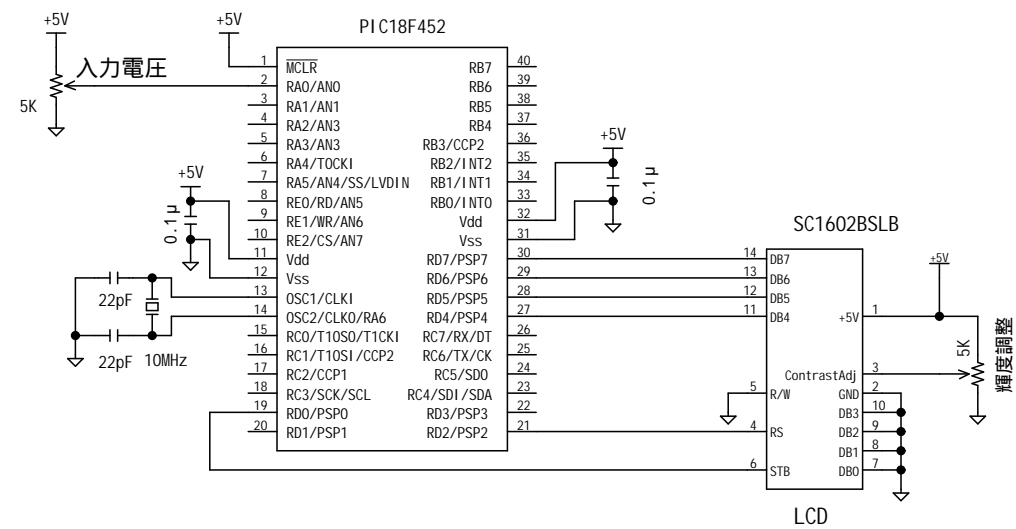 +5V
+5V
PIC18F452
入力電圧
5K
1 MCLR RB7 40
2 RA0/AN0 RB6 39
3 RA1/AN1 RB5 38
4 RA2/AN3 RB4 37
5 RA3/AN3 RB3/CCP2 36
6 RA4/TOCKI RB2/INT2 35
7 RA5/AN4/SS/LVDIN RB1/INT1 34
8 RE0/RD/AN5 RB0/INT0 33
9 RE1/WR/AN6 Vdd 32
10 RE2/CS/AN7 Vss 31
11 Vdd RD7/PSP7 30
12 Vss RD6/PSP6 29
13 OSC1/CLKI RD5/PSP5 28
14 OSC2/CLKO/RA6 RD4/PSP4 27
15 RC0/T1OSO/T1CKI RC7/RX/DT 26
16 RC1/T1OSI/CCP2 RC6/TX/CK 25
17 RC2/CCP1 RC5/SDO 24
18 RC3/SCK/SCL RC4/SDI/SDA 23
19 RD0/PSP0 RD3/PSP3 22
20 RD1/PSP1 RD2/PSP2 21
+5V
0.1μ
+5V
0.1μ
22pF
22pF
10MHz
SC1602BSLB
14 DB7
13 DB6
12 DB5
11 DB4
5 R/W
4 RS
6 STB
+5V 1
ContrastAdj 3
GND 2
DB3 10
DB2 9
DB1 8
DB0 7
+5V
5K
輝度調整
LCD